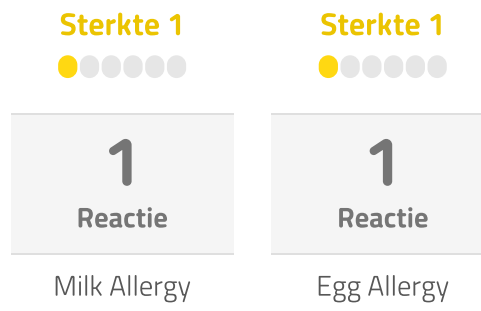 Sterkte 1
1
Reactie
Milk Allergy
Sterkte 1
1
Reactie
Egg Allergy